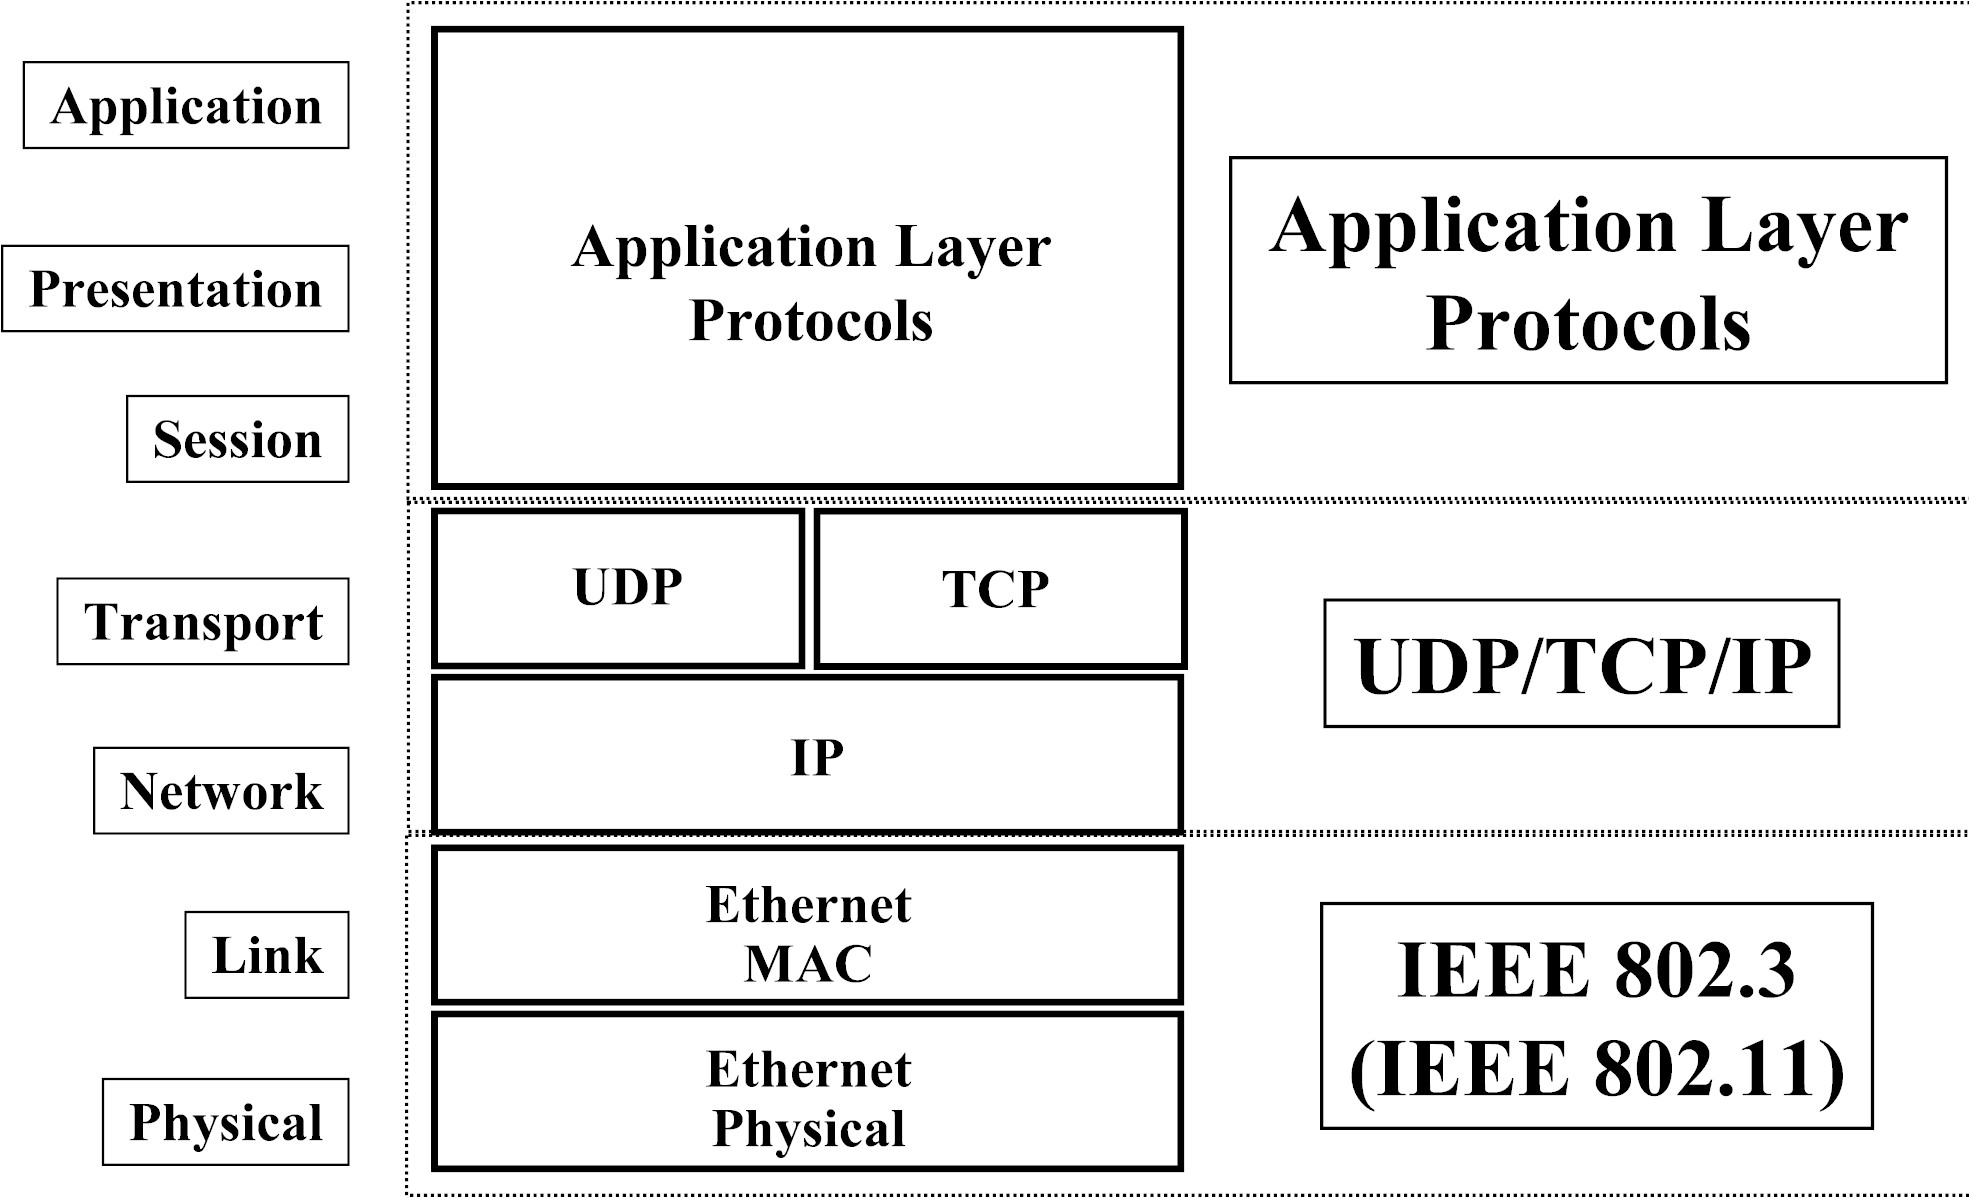 Application
Presentation
Session
Transport
Network
Link
Physical
Application Layer
Protocols
UDP
TCP
IP
Ethernet
MAC
Ethernet
Physical
Application Layer
Protocols
UDP/TCP/IP
IEEE 802.3
(IEEE 802.11)